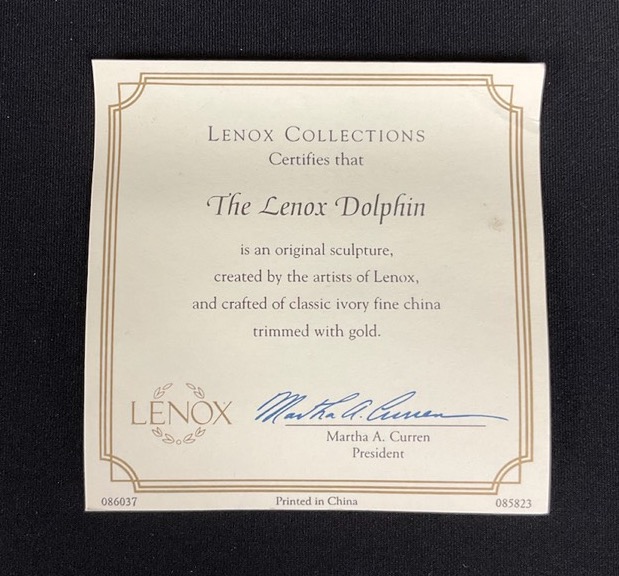 LENOX COLLECTIONS
Certifies that
The Lenox Dolphin
is an original sculpture,
created by the artists of Lenox,
and crafted of classic ivory fine china
trimmed with gold.
LENOX
Martha A. Curren
Martha A. Curren
President
086037
Printed in China
085823